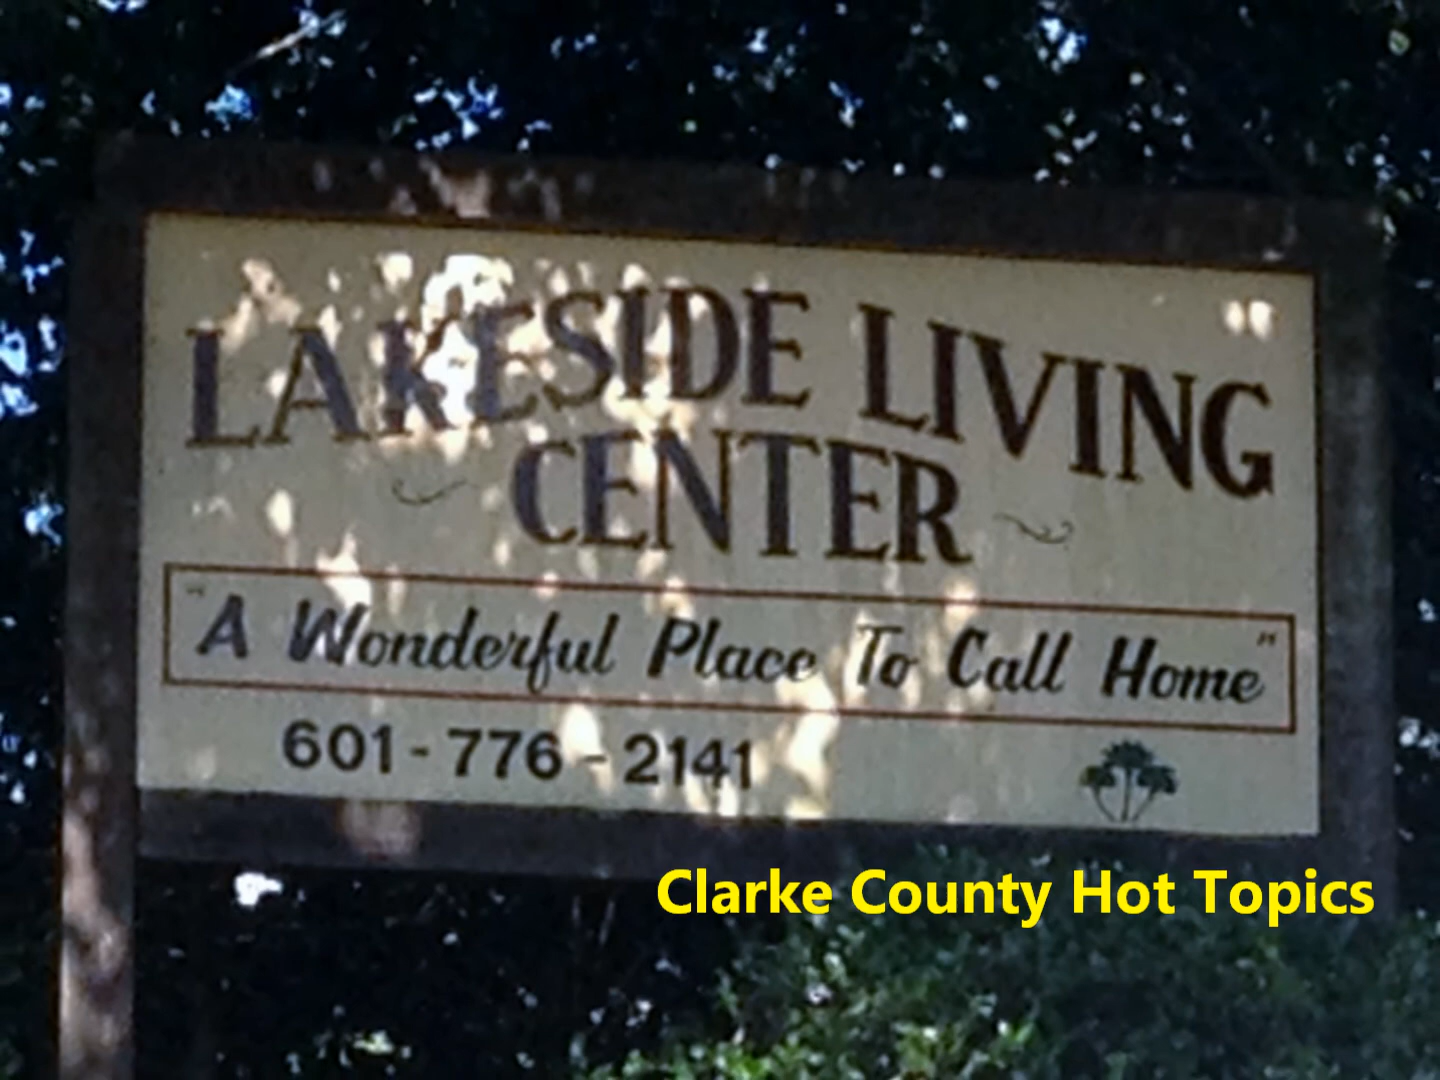 LAKESIDE LIVING
CENTER
"A Wonderful Place To Call Home"
601-776-2141
Clarke County Hot Topics